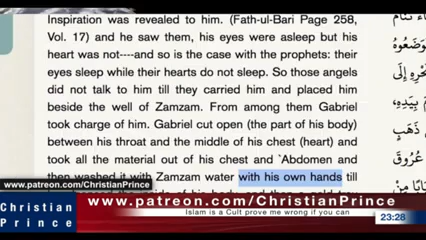 Inspiration was revealed to him. (Fath-ul-Bari Page 258,
Vol. 17) and he saw them, his eyes were asleep but his
heart was not----and so is the case with the prophets: their
eyes sleep while their hearts do not sleep. So those angels
did not talk to him till they carried him and placed him
beside the well of Zamzam. From among them Gabriel
took charge of him. Gabriel cut open (the part of his body)
between his throat and the middle of his chest (heart) and
took all the material out of his chest and `Abdomen and
then washed it with Zamzam water with his own hands till
www.patreon.com/ChristianPrince
Christian
Prince
www.patreon.com/ChristianPrince
Islam is a Cult prove me wrong if you can
23:28
بِيَدِهِ،
ذَهَبٍ
عُرُوقَ